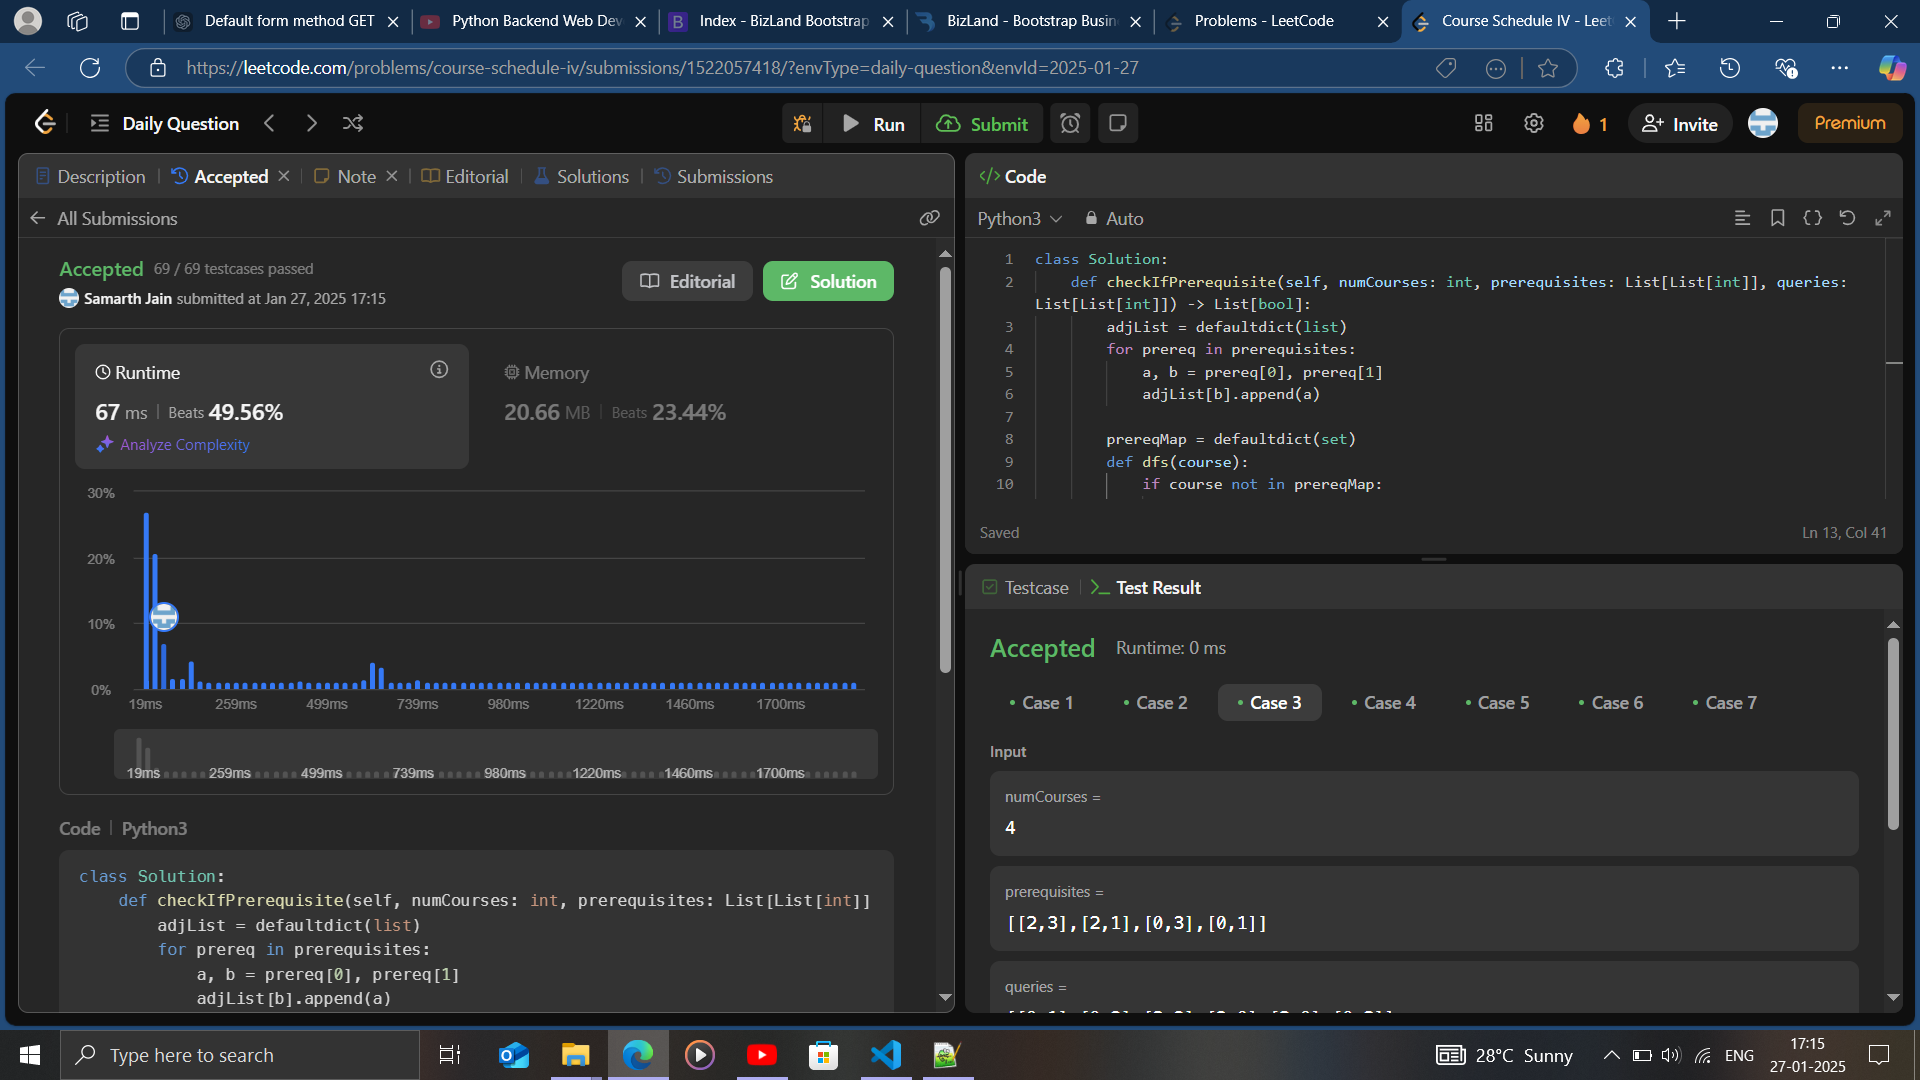 Default form method GET
Python Backend Web Dev
Index - BizLand Bootstrap
BizLand - Bootstrap Busin
Problems - LeetCode
Course Schedule IV - Leet
https://leetcode.com/problems/course-schedule-iv/submissions/1522057418/?envType=daily-question&envId=2025-01-27
Daily Question
Run
Submit
1
Invite
Premium
Description
Accepted
Note
Editorial
Solutions
Submissions
All Submissions
Accepted 69 / 69 testcases passed
Samarth Jain submitted at Jan 27, 2025 17:15
Editorial
Solution
Runtime
67 ms | Beats 49.56%
Analyze Complexity
Memory
20.66 MB | Beats 23.44%
30%
20%
10%
0%
19ms 259ms 499ms 739ms 980ms 1220ms 1460ms 1700ms
19ms 259ms 499ms 739ms 980ms 1220ms 1460ms 1700ms
Code | Python3
class Solution:
def checkIfPrerequisite(self, numCourses: int, prerequisites: List[List[int]]
adjList = defaultdict(list)
for prereq in prerequisites:
a, b = prereq[0], prereq[1]
adjList[b].append(a)
</> Code
Python3
Auto
1 class Solution:
2 def checkIfPrerequisite(self, numCourses: int, prerequisites: List[List[int]], queries:
List[List[int]]) -> List[bool]:
3 adjList = defaultdict(list)
4 for prereq in prerequisites:
5 a, b = prereq[0], prereq[1]
6 adjList[b].append(a)
7
8 prereqMap = defaultdict(set)
9 def dfs(course):
10 if course not in prereqMap:
Saved
Ln 13, Col 41
Testcase
Test Result
Accepted Runtime: 0 ms
Case 1
Case 2
Case 3
Case 4
Case 5
Case 6
Case 7
Input
numCourses =
4
prerequisites =
[[2,3],[2,1],[0,3],[0,1]]
queries =
Type here to search
28°C Sunny
ENG
17:15
27-01-2025